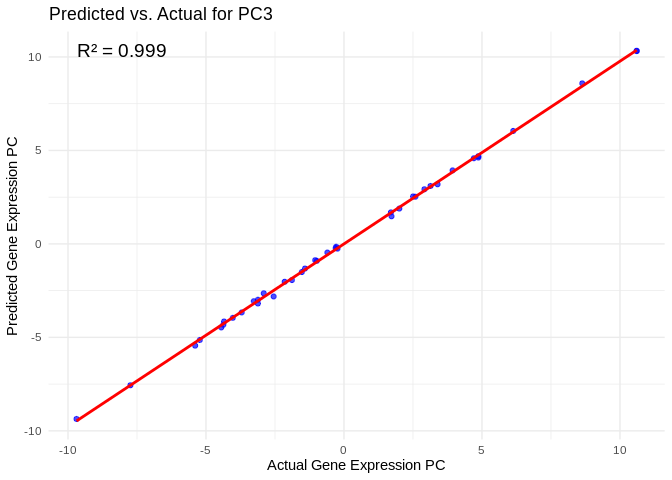 Predicted vs. Actual for PC3
R² = 0.999
10
5
0
-5
-10
Predicted Gene Expression PC
-10 -5 0 5 10
Actual Gene Expression PC